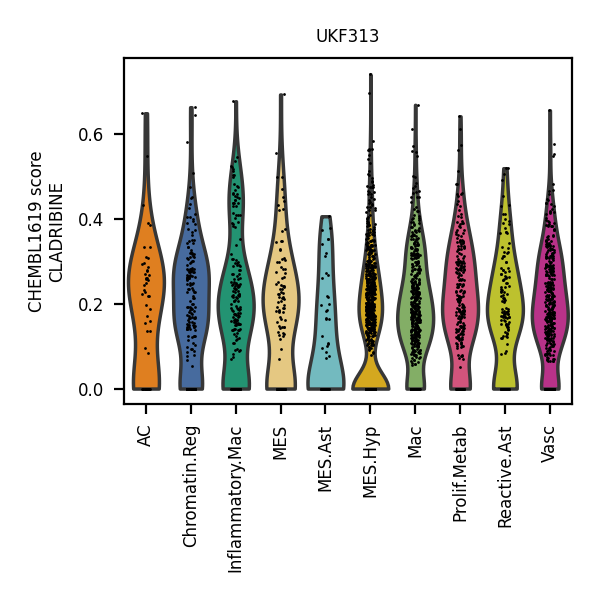 UKF313
CHEMBL1619 score
CLADRIBINE
0.6
0.4
0.2
0.0
AC
Chromatin.Reg
Inflammatory.Mac
MES
MES.Ast
MES.Hyp
Mac
Prolif.Metab
Reactive.Ast
Vasc